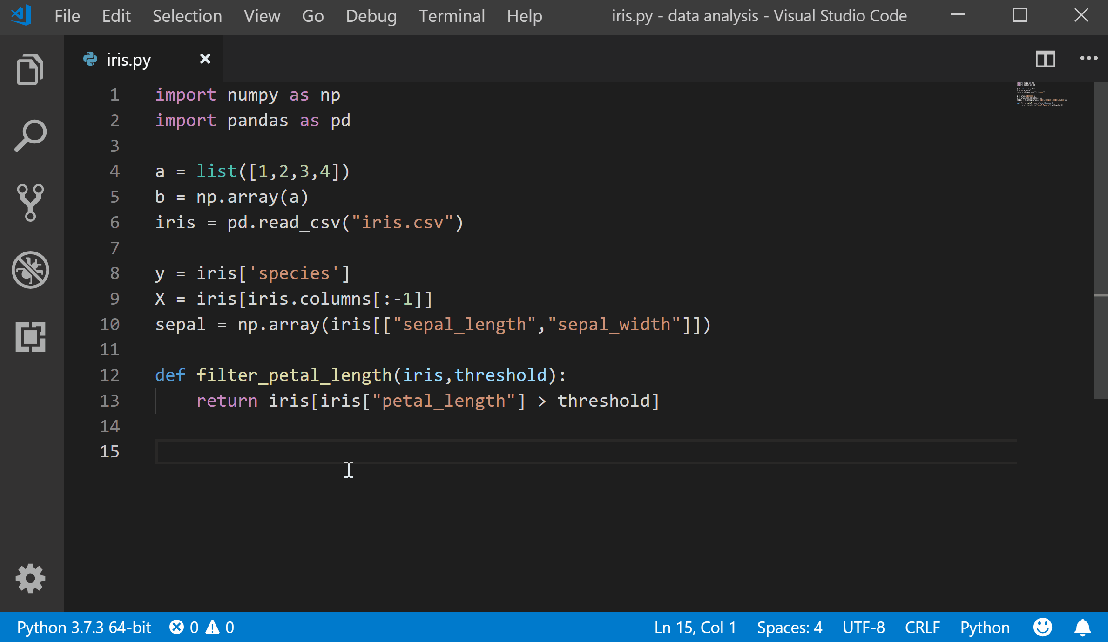 File Edit Selection View Go Debug Terminal Help iris.py - data analysis - Visual Studio Code
iris.py
1 import numpy as np
2 import pandas as pd
3
4 a = list([1,2,3,4])
5 b = np.array(a)
6 iris = pd.read_csv("iris.csv")
7
8 y = iris['species']
9 X = iris[iris.columns[:-1]]
10 sepal = np.array(iris[["sepal_length","sepal_width"]])
11
12 def filter_petal_length(iris,threshold):
13     return iris[iris["petal_length"] > threshold]
14
15
Python 3.7.3 64-bit 0 0 Ln 15, Col 1 Spaces: 4 UTF-8 CRLF Python